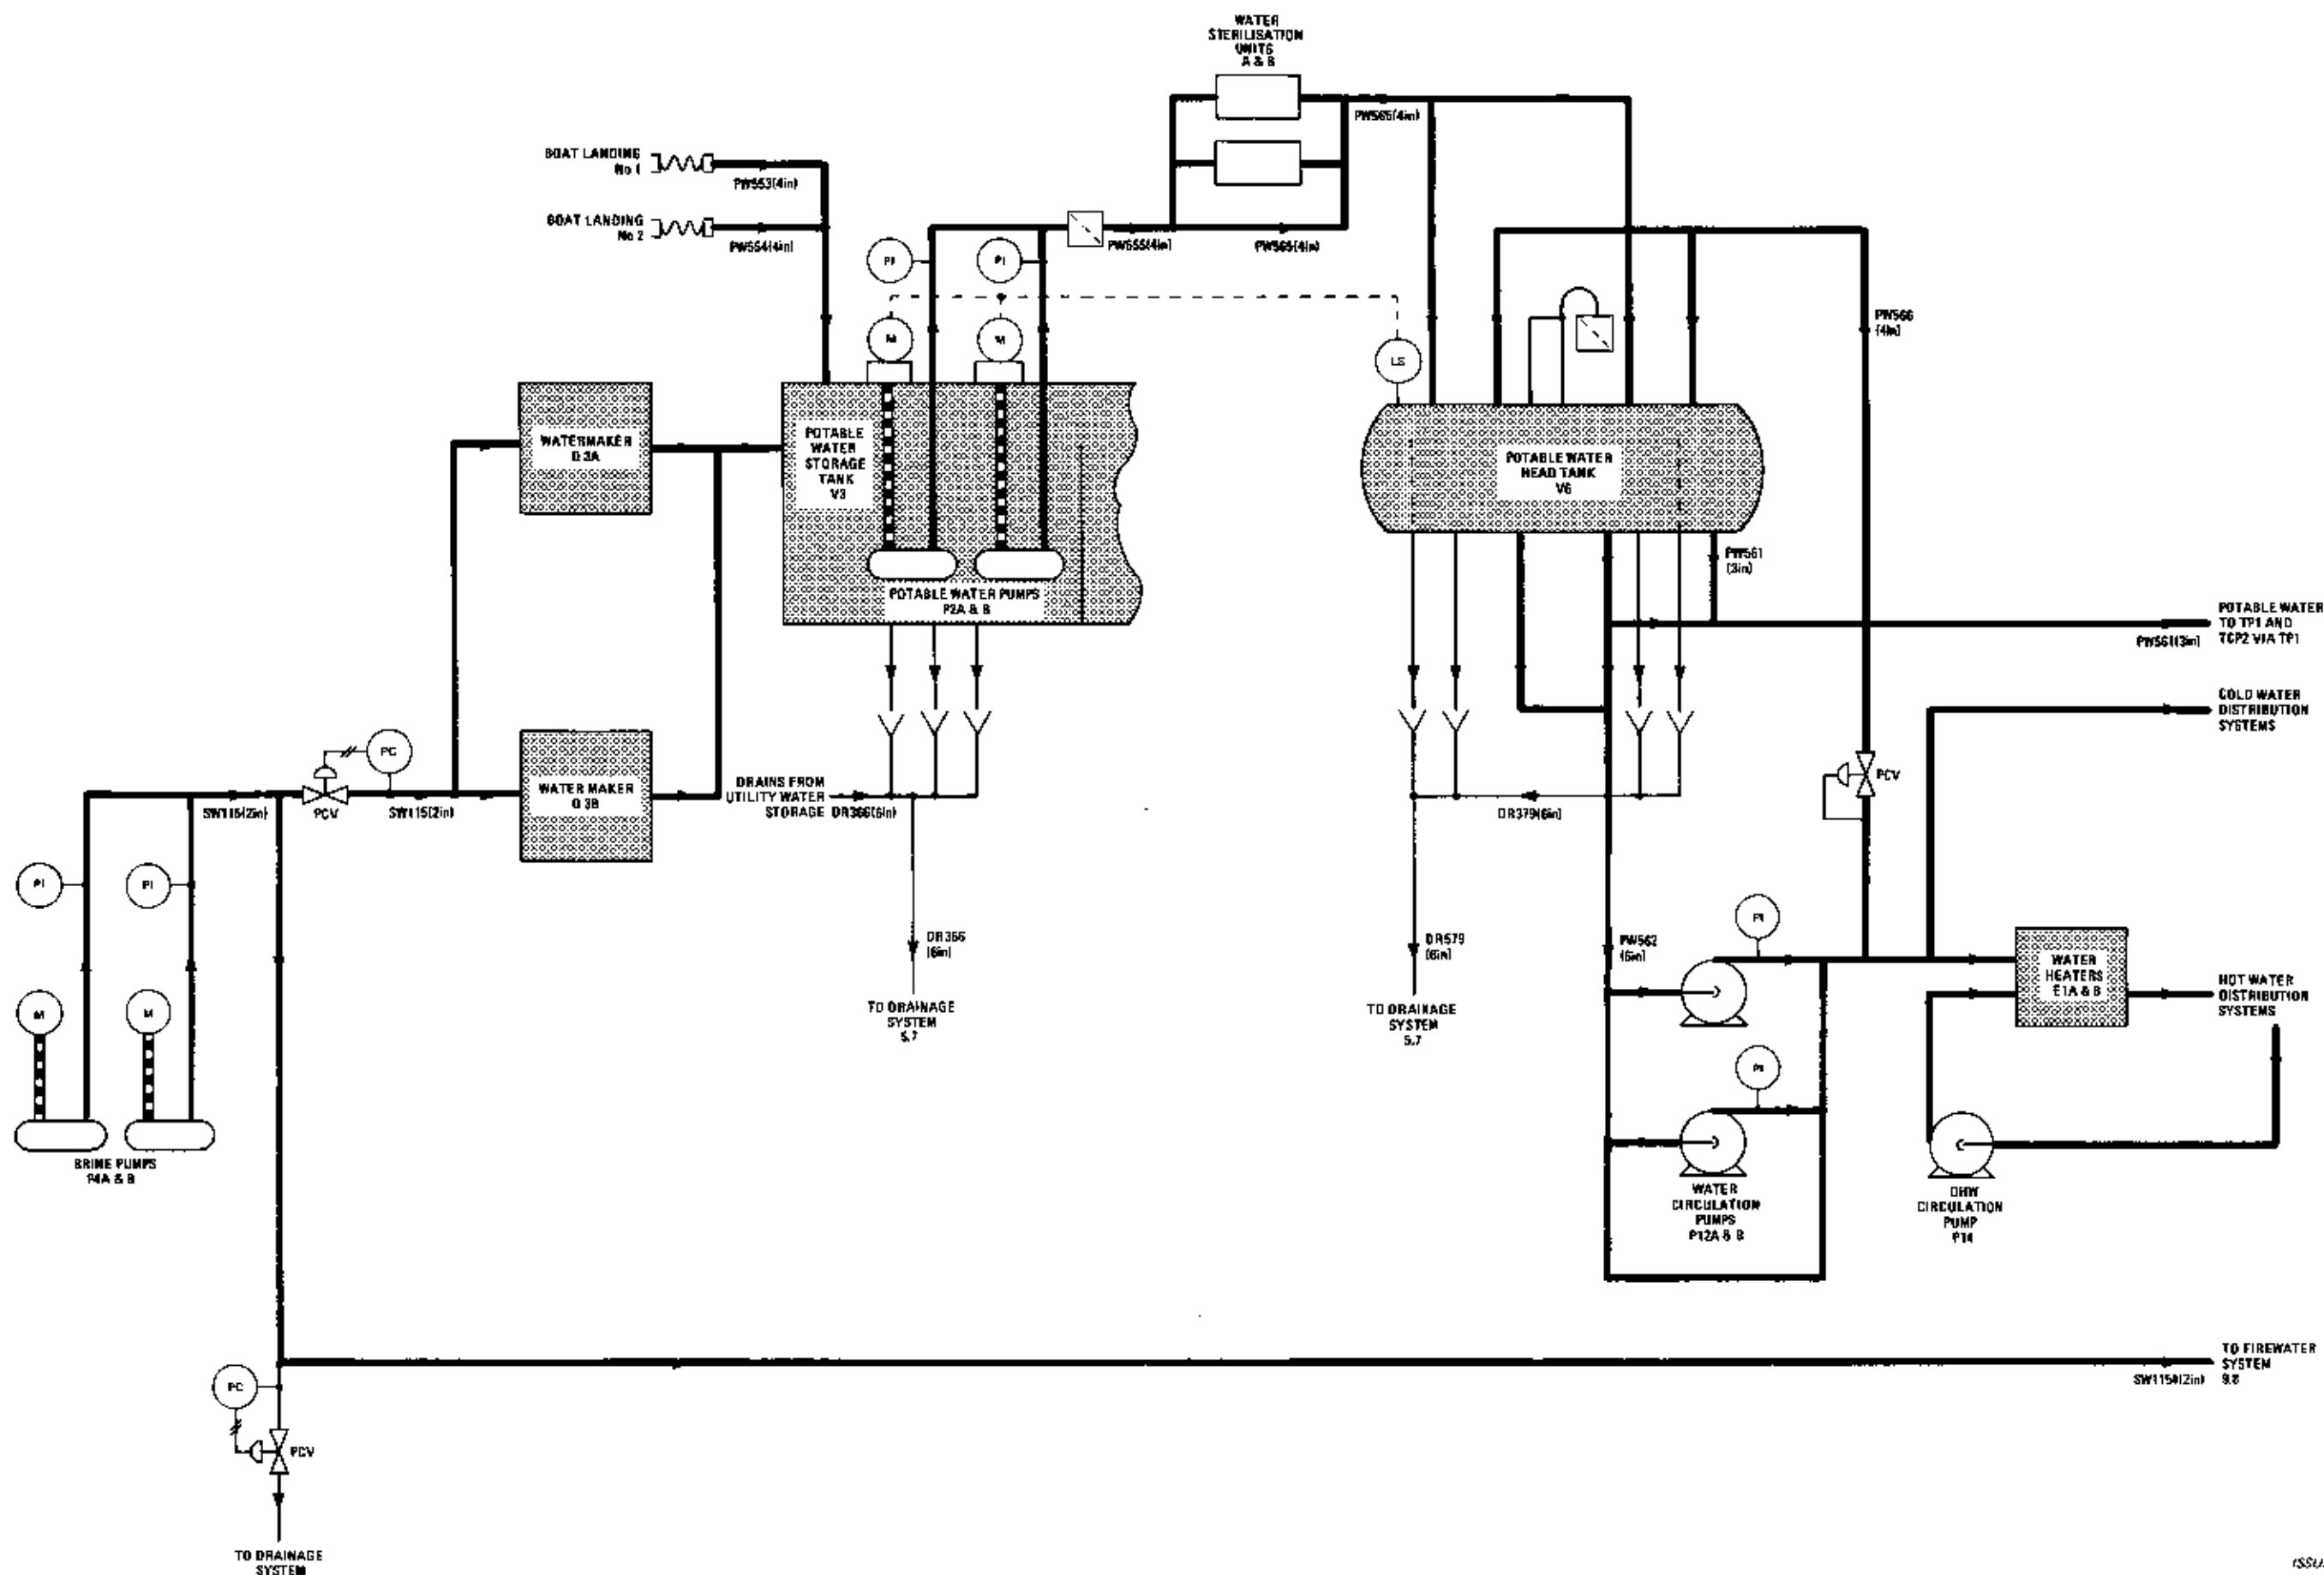 WATER
STERILISATION
UNITS
A & B
PW565(4in)
BOAT LANDING
No 1
PW553(4in)
BOAT LANDING
No 2
PW554(4in)
PW555(4in)
PW565(4in)
PI
PI
M
M
LS
PW566
(4in)
WATERMAKER
D 3A
POTABLE
WATER
STORAGE
TANK
V3
POTABLE WATER
HEAD TANK
V6
POTABLE WATER PUMPS
P2A & B
PW561
(3in)
POTABLE WATER
TO TP1 AND
TCP2 VIA TP1
PW561(3in)
COLD WATER
DISTRIBUTION
SYSTEMS
PC
PCV
SW115(2in)
SW115(2in)
WATER MAKER
D 3B
DRAINS FROM
UTILITY WATER
STORAGE DR366(6in)
DR379(6in)
PCV
PI
PI
PI
DR366
(6in)
DR579
(6in)
PW562
(6in)
WATER
HEATERS
E1A & B
HOT WATER
DISTRIBUTION
SYSTEMS
TO DRAINAGE
SYSTEM
5.7
TO DRAINAGE
SYSTEM
5.7
M
M
PI
BRINE PUMPS
P4A & B
WATER
CIRCULATION
PUMPS
P12A & B
DHW
CIRCULATION
PUMP
P14
TO FIREWATER
SYSTEM
9.8
SW1154(2in)
PC
PCV
TO DRAINAGE
SYSTEM